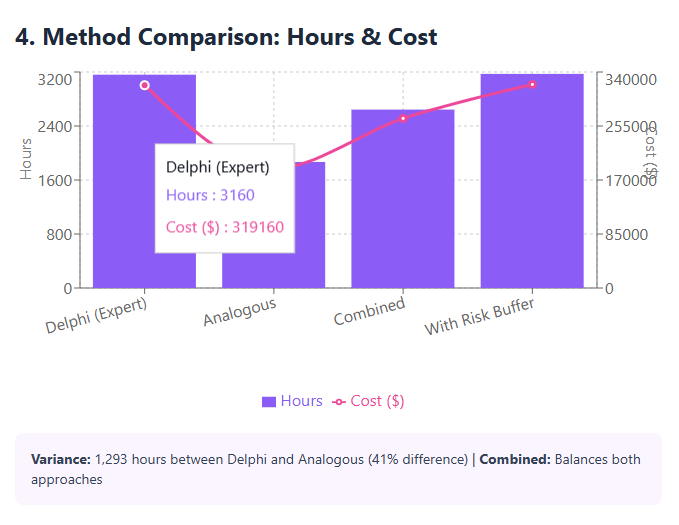 4. Method Comparison: Hours & Cost
3200
2400
1600
800
0
Hours
340000
255000
170000
85000
0
Cost ($)
Delphi (Expert)
Hours : 3160
Cost ($) : 319160
Delphi (Expert)
Analogous
Combined
With Risk Buffer
Hours
Cost ($)
Variance: 1,293 hours between Delphi and Analogous (41% difference) | Combined: Balances both
approaches